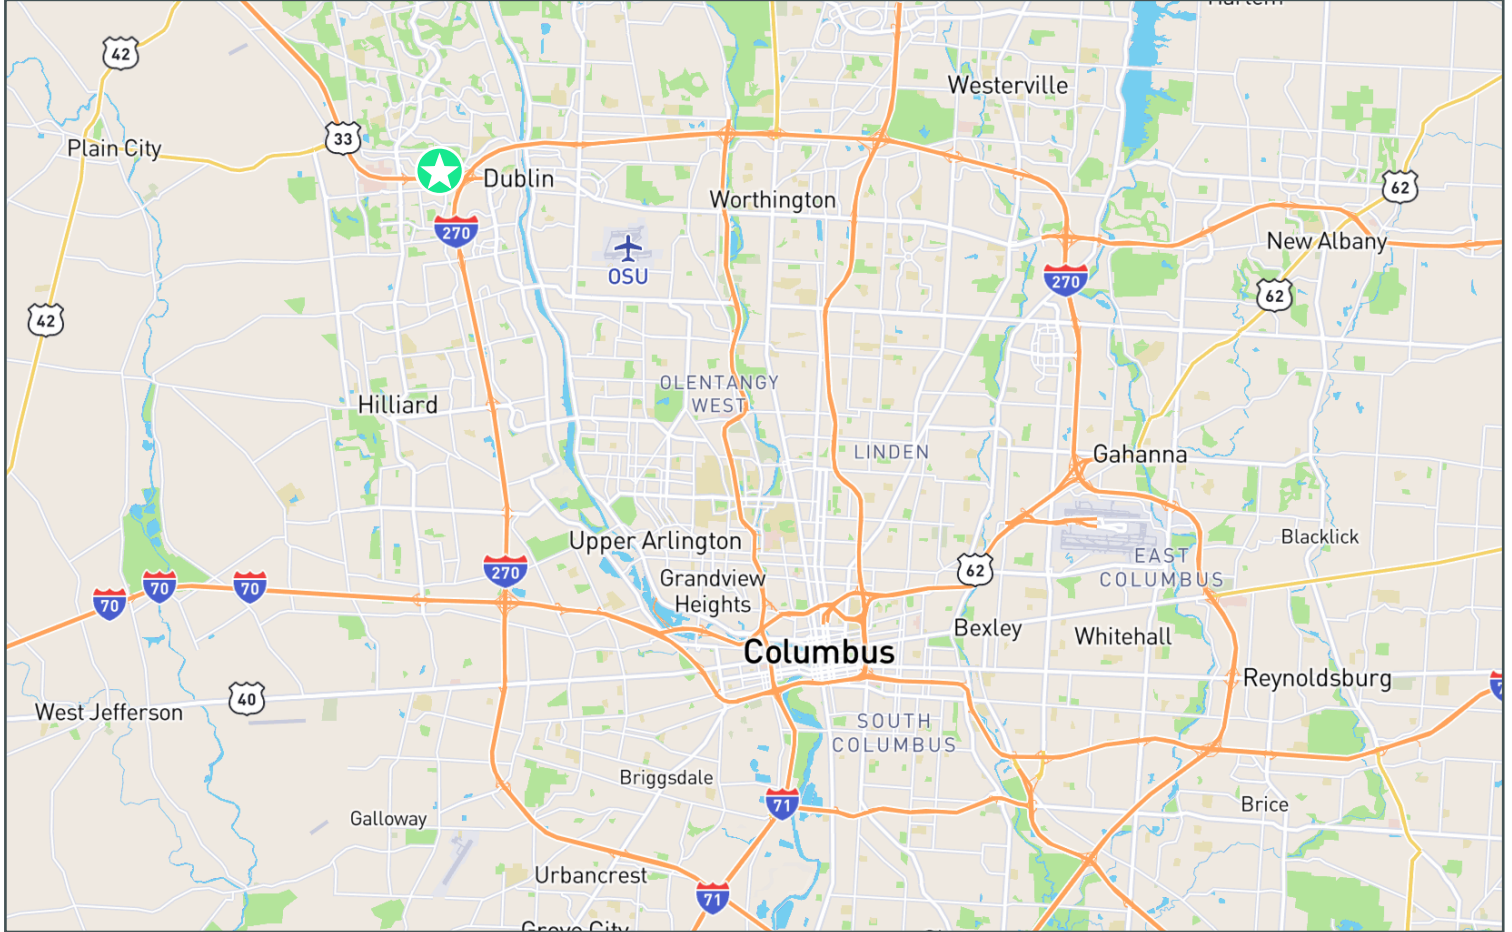 42
Westerville
33
Plain City
Dublin
62
Worthington
270
New Albany
OSU
270
62
42
OLENTANGY
WEST
Hilliard
LINDEN
Gahanna
Upper Arlington
Blacklick
EAST
COLUMBUS
62
270
Grandview
Heights
70
70
70
Bexley
Whitehall
Columbus
Reynoldsburg
40
West Jefferson
SOUTH
COLUMBUS
Briggsdale
71
Brice
Galloway
Urbancrest
71
Grove City